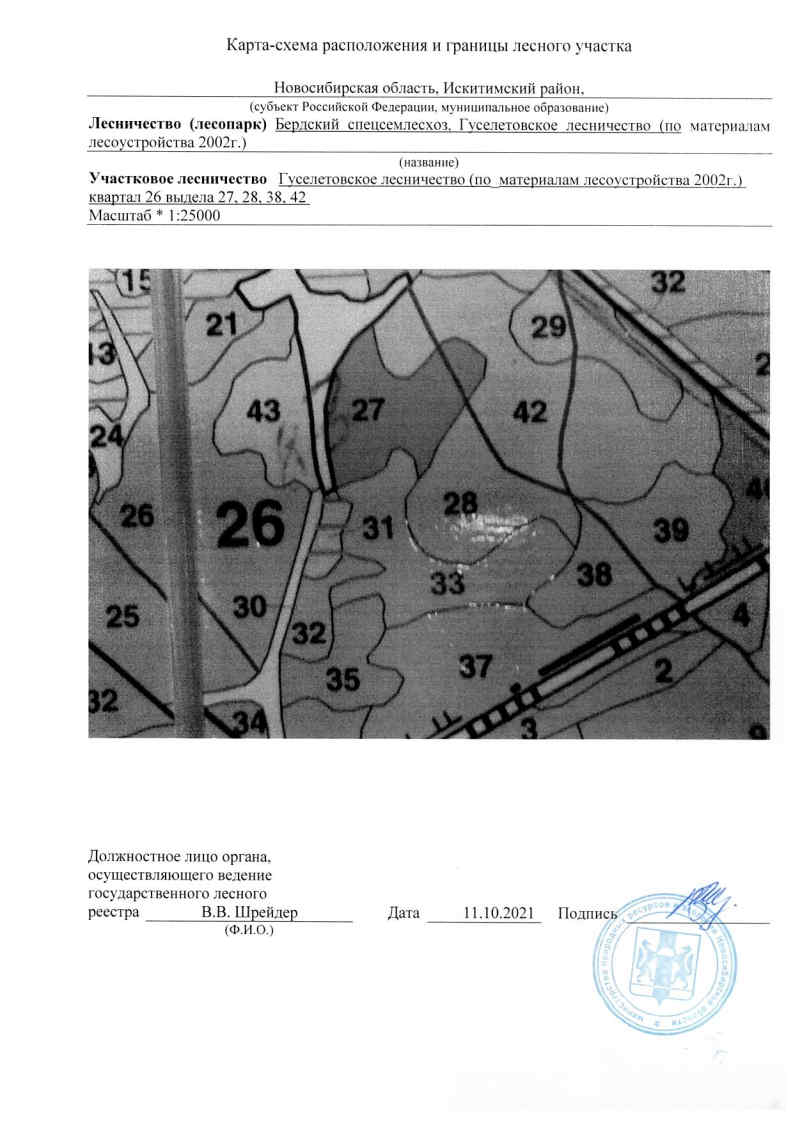 Карта-схема расположения и границы лесного участка
Новосибирская область, Искитимский район,
(субъект Российской Федерации, муниципальное образование)
Лесничество (лесопарк) Бердский спецсемлесхоз, Гуселетовское лесничество (по материалам
лесоустройства 2002г.)
(название)
Участковое лесничество Гуселетовское лесничество (по материалам лесоустройства 2002г.)
квартал 26 выдела 27, 28, 38, 42
Масштаб * 1:25000
15
32
21
29
13
2
43
27
42
24
26
26
28
31
39
40
33
38
25
30
32
4
35
37
2
32
34
3
9
Должностное лицо органа,
осуществляющего ведение
государственного лесного
реестра В.В. Шрейдер Дата 11.10.2021 Подпись
(Ф.И.О.)